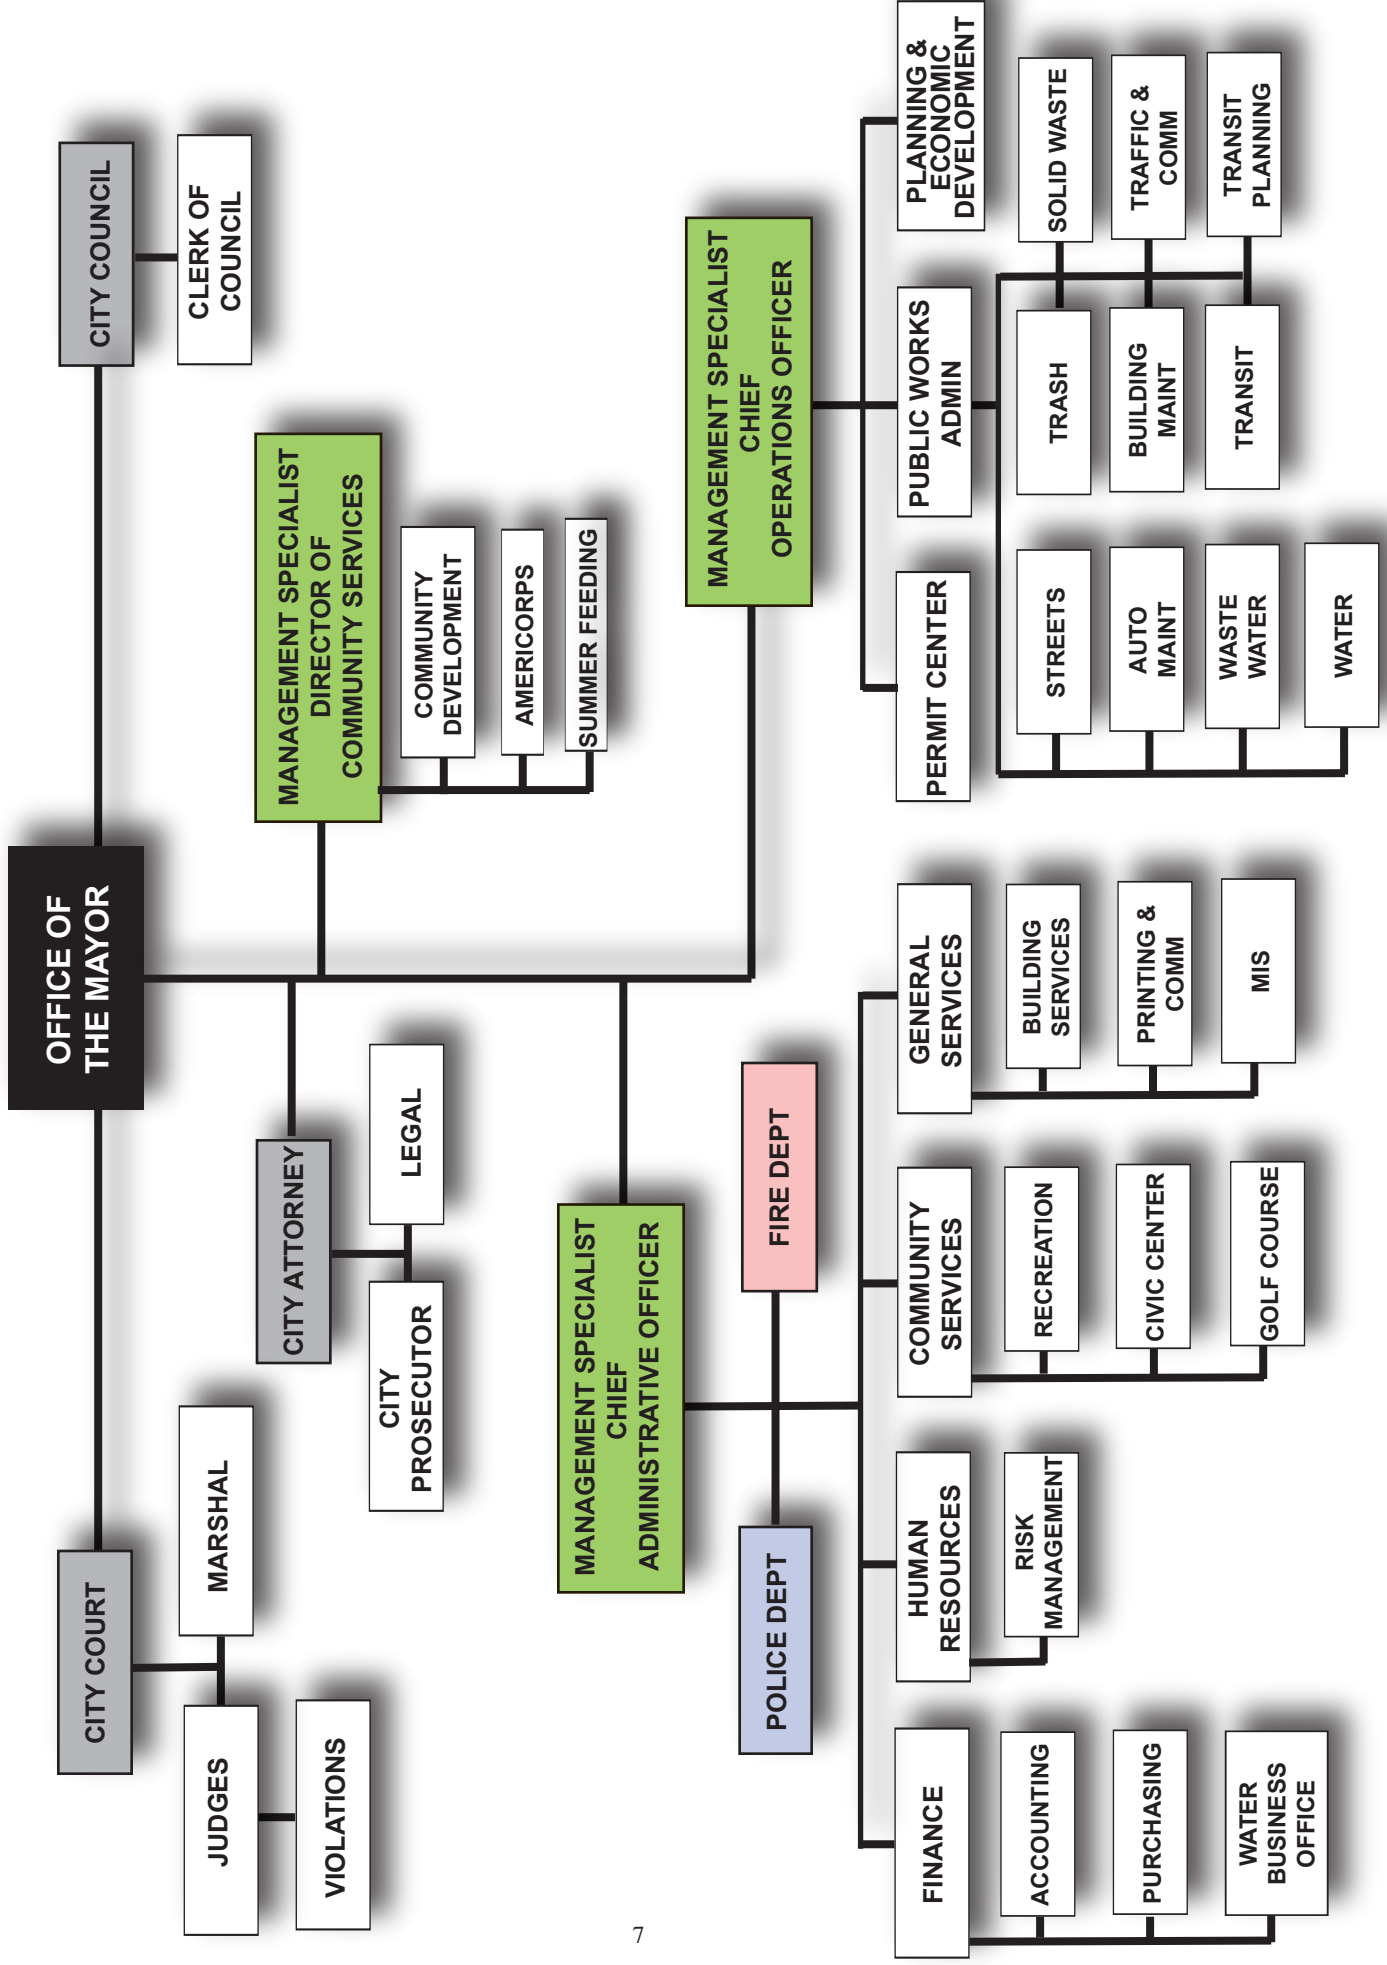 OFFICE OF
THE MAYOR
CITY COURT
CITY COUNCIL
JUDGES
MARSHAL
VIOLATIONS
CLERK OF
COUNCIL
CITY ATTORNEY
CITY
PROSECUTOR
LEGAL
MANAGEMENT SPECIALIST
DIRECTOR OF
COMMUNITY SERVICES
COMMUNITY
DEVELOPMENT
AMERICORPS
SUMMER FEEDING
MANAGEMENT SPECIALIST
CHIEF
ADMINISTRATIVE OFFICER
POLICE DEPT
FIRE DEPT
FINANCE
ACCOUNTING
PURCHASING
WATER
BUSINESS
OFFICE
HUMAN
RESOURCES
RISK
MANAGEMENT
COMMUNITY
SERVICES
RECREATION
CIVIC CENTER
GOLF COURSE
GENERAL
SERVICES
BUILDING
SERVICES
PRINTING &
COMM
MIS
MANAGEMENT SPECIALIST
CHIEF
OPERATIONS OFFICER
PERMIT CENTER
PUBLIC WORKS
ADMIN
PLANNING &
ECONOMIC
DEVELOPMENT
STREETS
AUTO
MAINT
WASTE
WATER
WATER
TRASH
BUILDING
MAINT
TRANSIT
SOLID WASTE
TRAFFIC &
COMM
TRANSIT
PLANNING
7